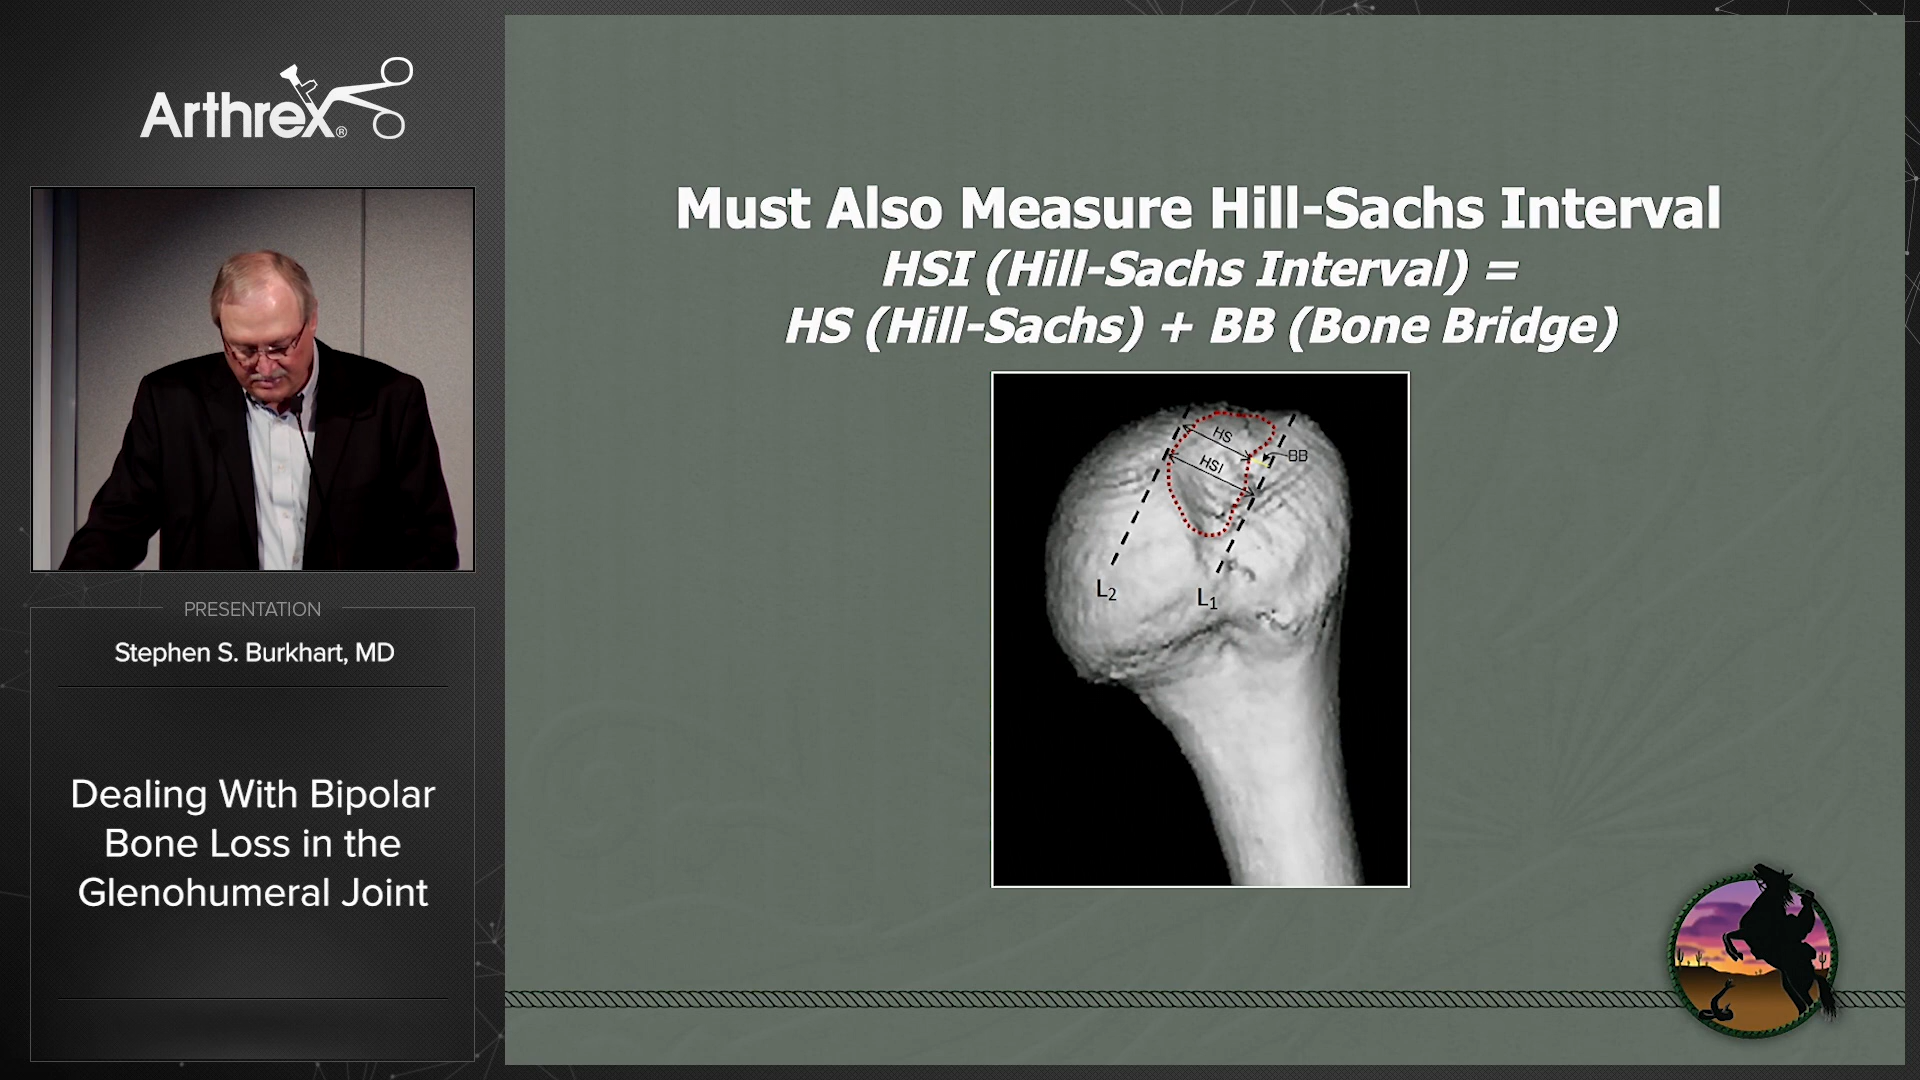 Arthrex®
PRESENTATION
Stephen S. Burkhart, MD
Dealing With Bipolar
Bone Loss in the
Glenohumeral Joint
Must Also Measure Hill-Sachs Interval
HSI (Hill-Sachs Interval) =
HS (Hill-Sachs) + BB (Bone Bridge)
HS
BB
HSI
L2
L1